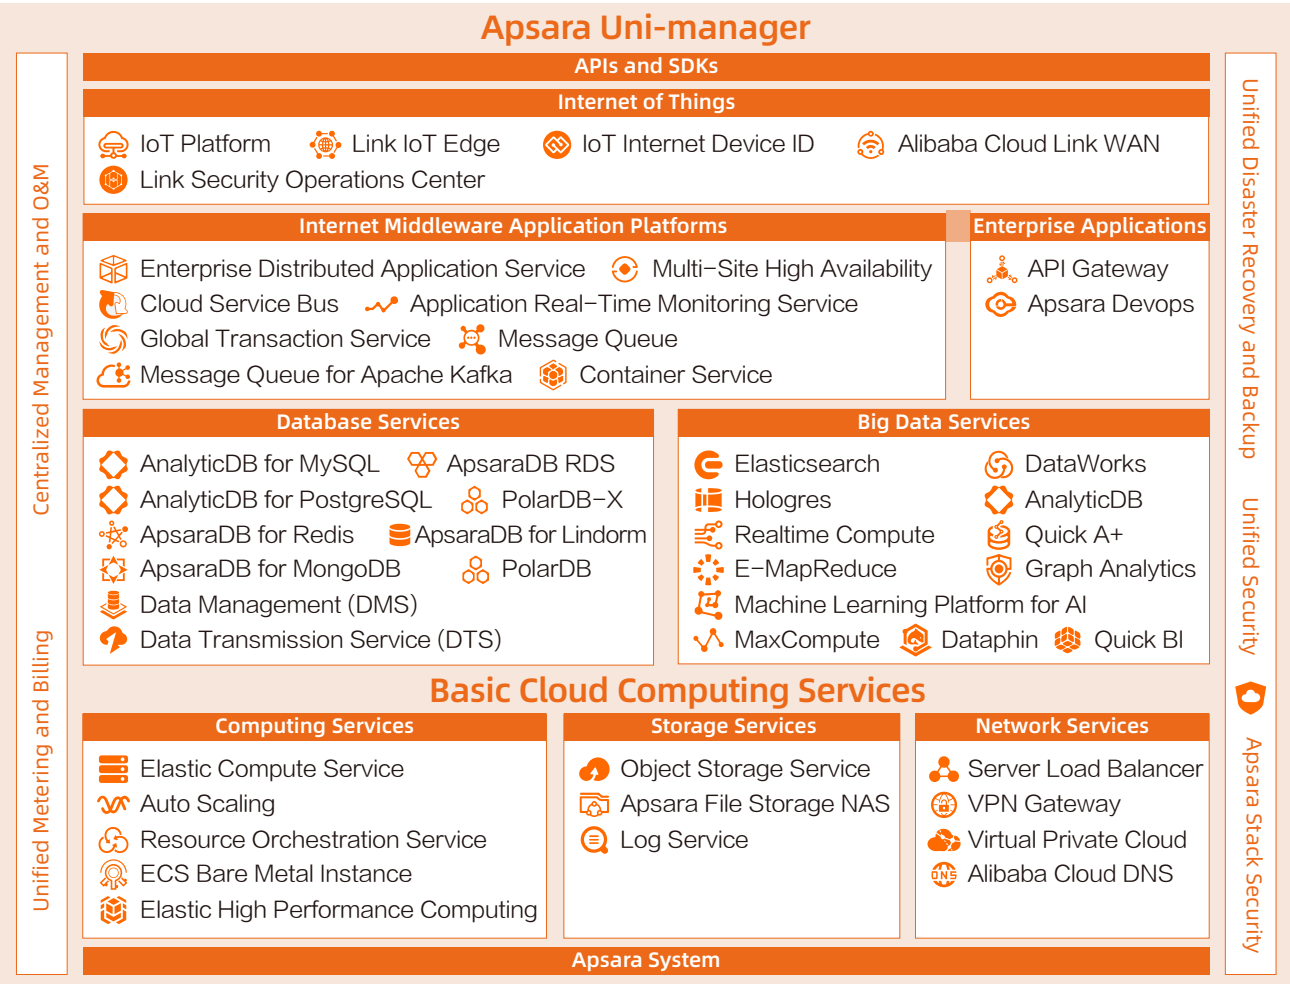 Apsara Uni-manager
Centralized Management and O&M
Unified Metering and Billing
APIs and SDKs
Internet of Things
IoT Platform
Link IoT Edge
IoT Internet Device ID
Alibaba Cloud Link WAN
Link Security Operations Center
Internet Middleware Application Platforms
Enterprise Distributed Application Service
Multi-Site High Availability
Cloud Service Bus
Application Real-Time Monitoring Service
Global Transaction Service
Message Queue
Message Queue for Apache Kafka
Container Service
Enterprise Applications
API Gateway
Apsara Devops
Database Services
AnalyticDB for MySQL
ApsaraDB RDS
AnalyticDB for PostgreSQL
PolarDB-X
ApsaraDB for Redis
ApsaraDB for Lindorm
ApsaraDB for MongoDB
PolarDB
Data Management (DMS)
Data Transmission Service (DTS)
Big Data Services
Elasticsearch
DataWorks
Hologres
AnalyticDB
Realtime Compute
Quick A+
E-MapReduce
Graph Analytics
Machine Learning Platform for AI
MaxCompute
Dataphin
Quick BI
Basic Cloud Computing Services
Computing Services
Elastic Compute Service
Auto Scaling
Resource Orchestration Service
ECS Bare Metal Instance
Elastic High Performance Computing
Storage Services
Object Storage Service
Apsara File Storage NAS
Log Service
Network Services
Server Load Balancer
VPN Gateway
Virtual Private Cloud
DNS
Alibaba Cloud DNS
Apsara System
Unified Disaster Recovery and Backup
Unified Security
Apsara Stack Security